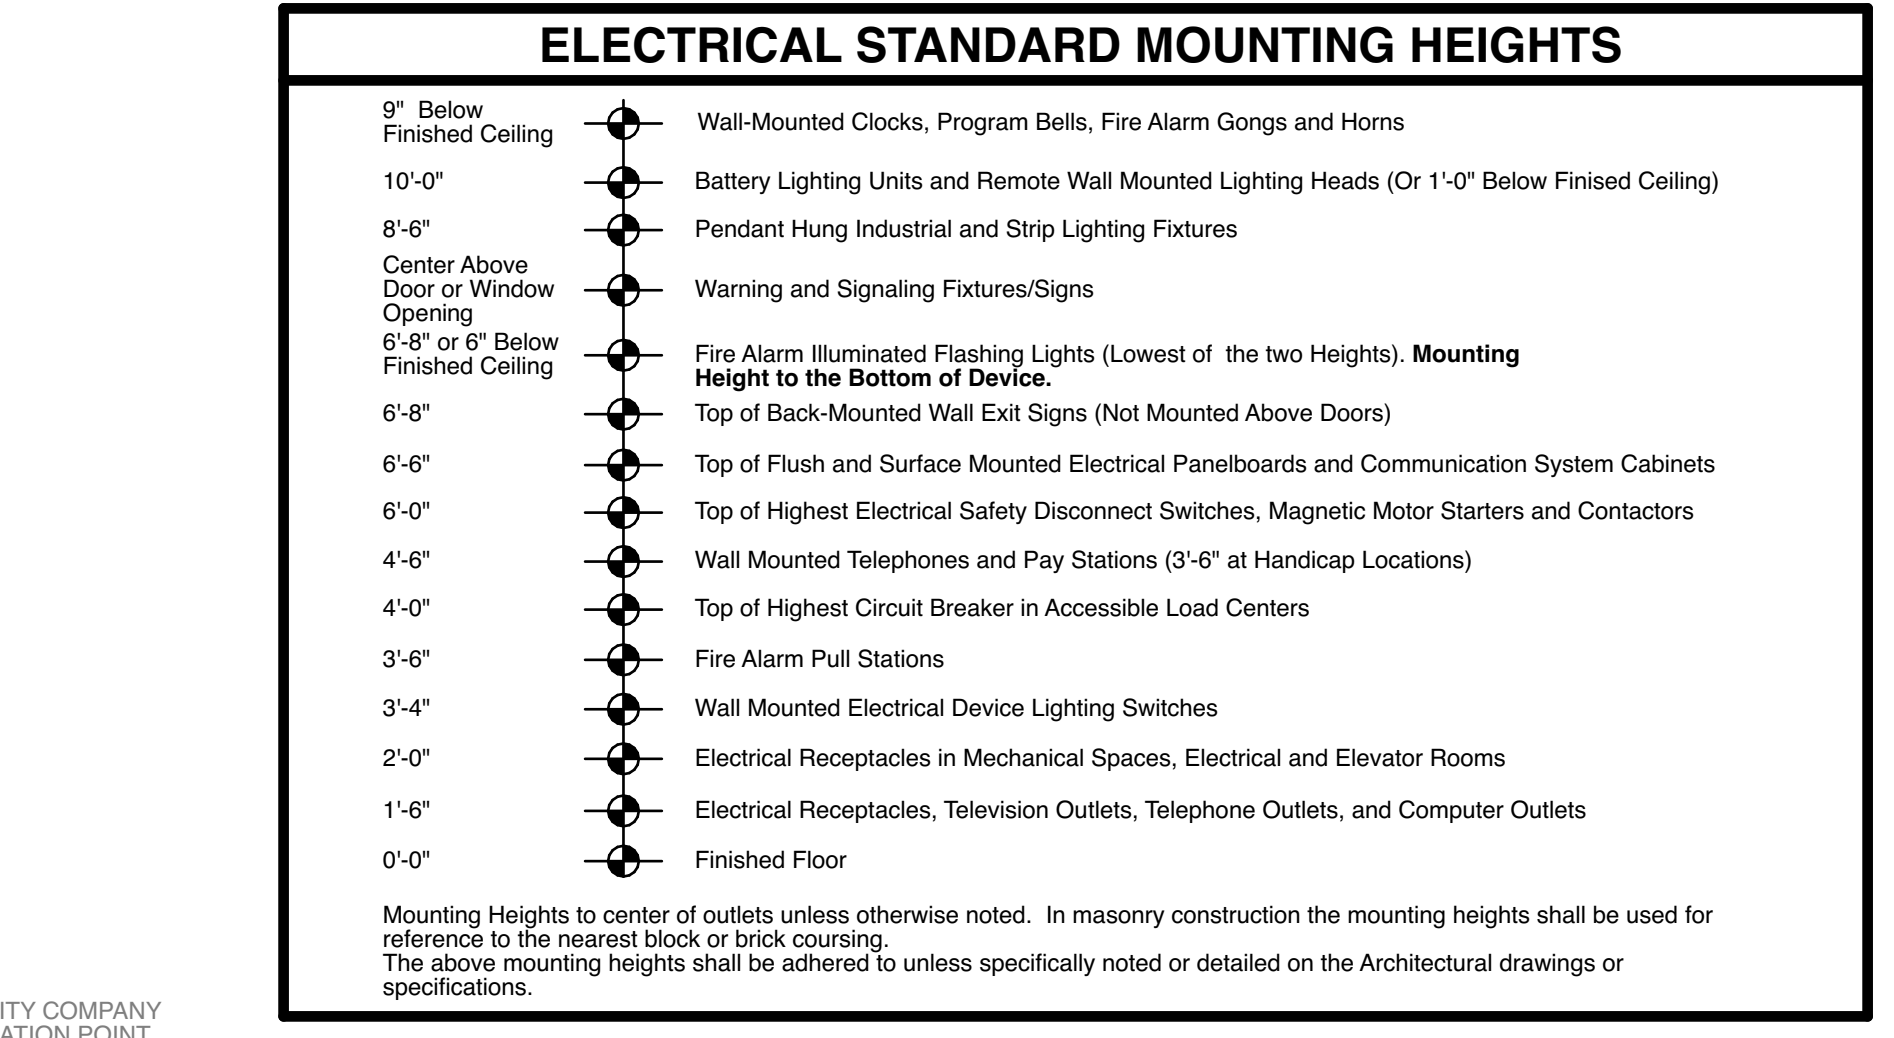 ELECTRICAL STANDARD MOUNTING HEIGHTS
9"  Below
Finished Ceiling
Wall-Mounted Clocks, Program Bells, Fire Alarm Gongs and Horns
10'-0"
Battery Lighting Units and Remote Wall Mounted Lighting Heads (Or 1'-0" Below Finised Ceiling)
8'-6"
Pendant Hung Industrial and Strip Lighting Fixtures
Center Above
Door or Window
Opening
Warning and Signaling Fixtures/Signs
6'-8" or 6" Below
Finished Ceiling
Fire Alarm Illuminated Flashing Lights (Lowest of  the two Heights). Mounting
Height to the Bottom of Device.
6'-8"
Top of Back-Mounted Wall Exit Signs (Not Mounted Above Doors)
6'-6"
Top of Flush and Surface Mounted Electrical Panelboards and Communication System Cabinets
6'-0"
Top of Highest Electrical Safety Disconnect Switches, Magnetic Motor Starters and Contactors
4'-6"
Wall Mounted Telephones and Pay Stations (3'-6" at Handicap Locations)
4'-0"
Top of Highest Circuit Breaker in Accessible Load Centers
3'-6"
Fire Alarm Pull Stations
3'-4"
Wall Mounted Electrical Device Lighting Switches
2'-0"
Electrical Receptacles in Mechanical Spaces, Electrical and Elevator Rooms
1'-6"
Electrical Receptacles, Television Outlets, Telephone Outlets, and Computer Outlets
0'-0"
Finished Floor
Mounting Heights to center of outlets unless otherwise noted.  In masonry construction the mounting heights shall be used for
reference to the nearest block or brick coursing.
The above mounting heights shall be adhered to unless specifically noted or detailed on the Architectural drawings or
specifications.
ITY COMPANY
ATION POINT